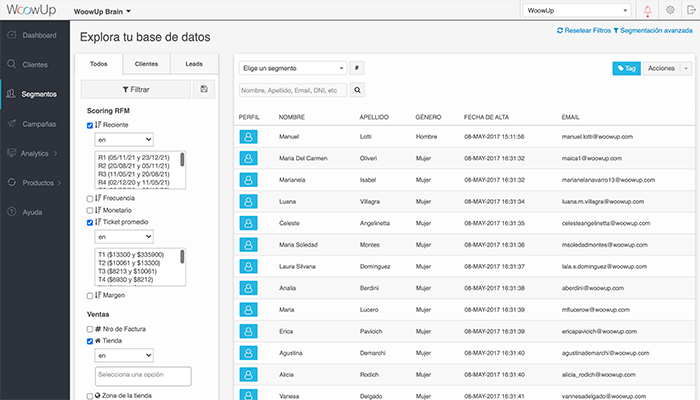 WoowUp
WoowUp Brain
WoowUp
Dashboard
Clientes
Segmentos
Campañas
Analytics
Productos
Ayuda
Explora tu base de datos
Resetear Filtros
Segmentación avanzada
Todos
Clientes
Leads
Filtrar
Scoring RFM
Reciente
en
R1 (05/11/21 y 23/12/21)
R2 (20/08/21 y 05/11/21)
R3 (11/05/21 y 20/08/21)
R4 (02/12/20 y 11/05/21)
Frecuencia
Monetario
Ticket promedio
en
T1 ($13300 y $335900)
T2 ($10061 y $13300)
T3 ($8213 y $10061)
T4 ($6930 y $8212)
Margen
Ventas
# Nro de Factura
Tienda
en
Selecciona una opción
Zona de la tienda
Elige un segmento
#
Tag
Acciones
Nombre, Apellido, Email, DNI, etc
PERFIL NOMBRE APELLIDO GÉNERO FECHA DE ALTA EMAIL
Manuel Lotti Hombre 08-MAY-2017 15:11:56 manuel.lotti@woowup.com
Maria Del Carmen Oliveri Mujer 08-MAY-2017 16:31:32 maica1@woowup.com
Marianela Isabel Mujer 08-MAY-2017 16:31:32 marianelanavarro13@woowup.com
Luana Villagra Mujer 08-MAY-2017 16:31:34 luana.m.villagra@woowup.com
Celeste Angelinetta Mujer 08-MAY-2017 16:31:35 celesteangelinetta@woowup.com
Maria Soledad Montes Mujer 08-MAY-2017 16:31:36 msoledadmontes@woowup.com
Laura Silvana Dominguez Mujer 08-MAY-2017 16:31:37 lala.s.dominguez@woowup.com
Analia Berdini Mujer 08-MAY-2017 16:31:38 aberdini@woowup.com
Maria Lucero Mujer 08-MAY-2017 16:31:39 mflucerow@woowup.com
Erica Pavicich Mujer 08-MAY-2017 16:31:39 ericapavicich@woowup.com
Agustina Demarchi Mujer 08-MAY-2017 16:31:40 agustinademarchi@woowup.com
Alicia Rodich Mujer 08-MAY-2017 16:31:40 alicia_rodich@woowup.com
Vanesa Delgado Mujer 08-MAY-2017 16:31:41 vannesadelgado@woowup.com